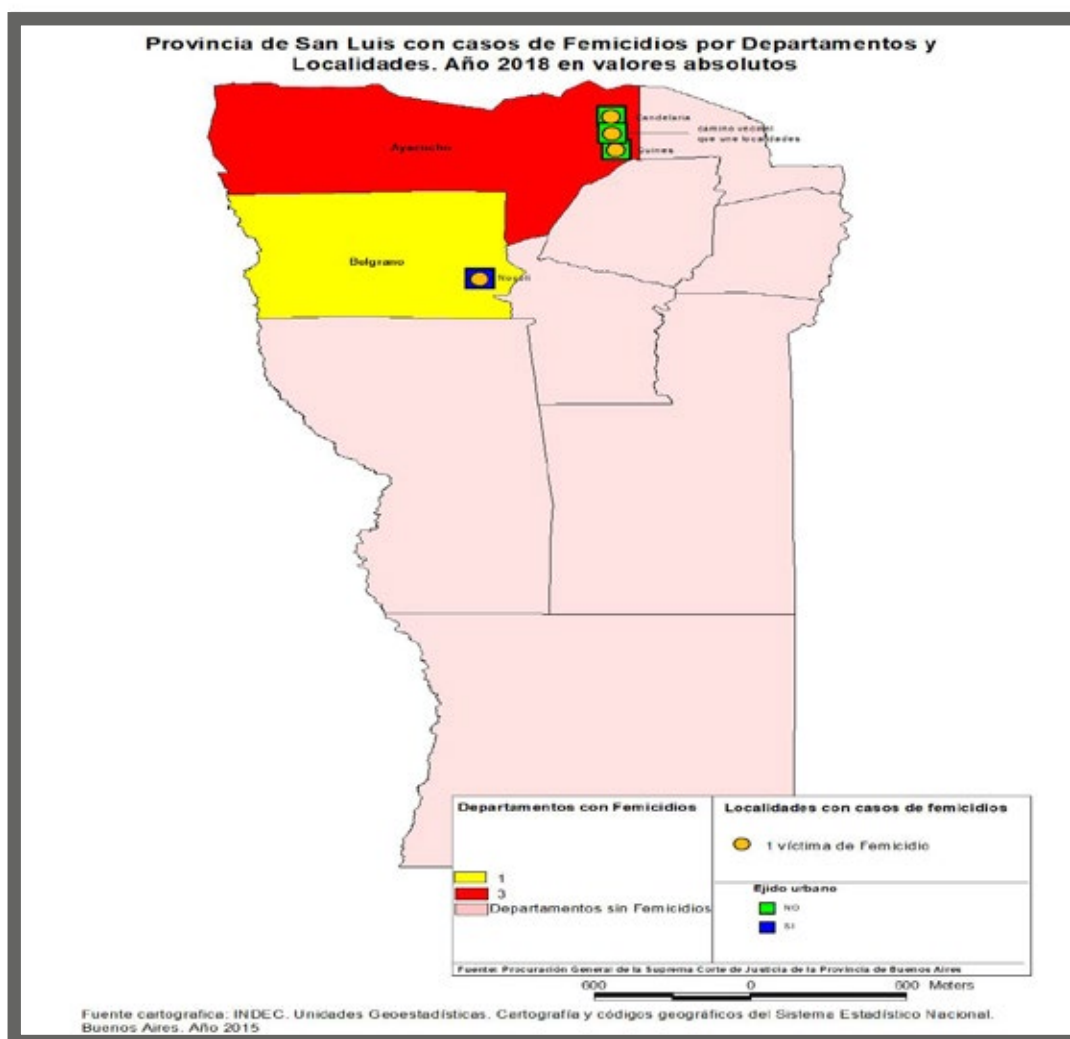 Provincia de San Luis con casos de Femicidios por Departamentos y
Localidades. Año 2018 en valores absolutos
Candelaria
camino vecinal
que une localidades
Ayacucho
Quines
Belgrano
Nogolí
Departamentos con Femicidios
1
3
Departamentos sin Femicidios
Localidades con casos de femicidios
1 víctima de Femicidio
Ejido urbano
NO
SI
Fuente: Procuración General de la Suprema Corte de Justicia de la Provincia de Buenos Aires
600 0 600 Meters
Fuente cartografica: INDEC. Unidades Geoestadísticas. Cartografía y códigos geográficos del Sistema Estadístico Nacional.
Buenos Aires. Año 2015